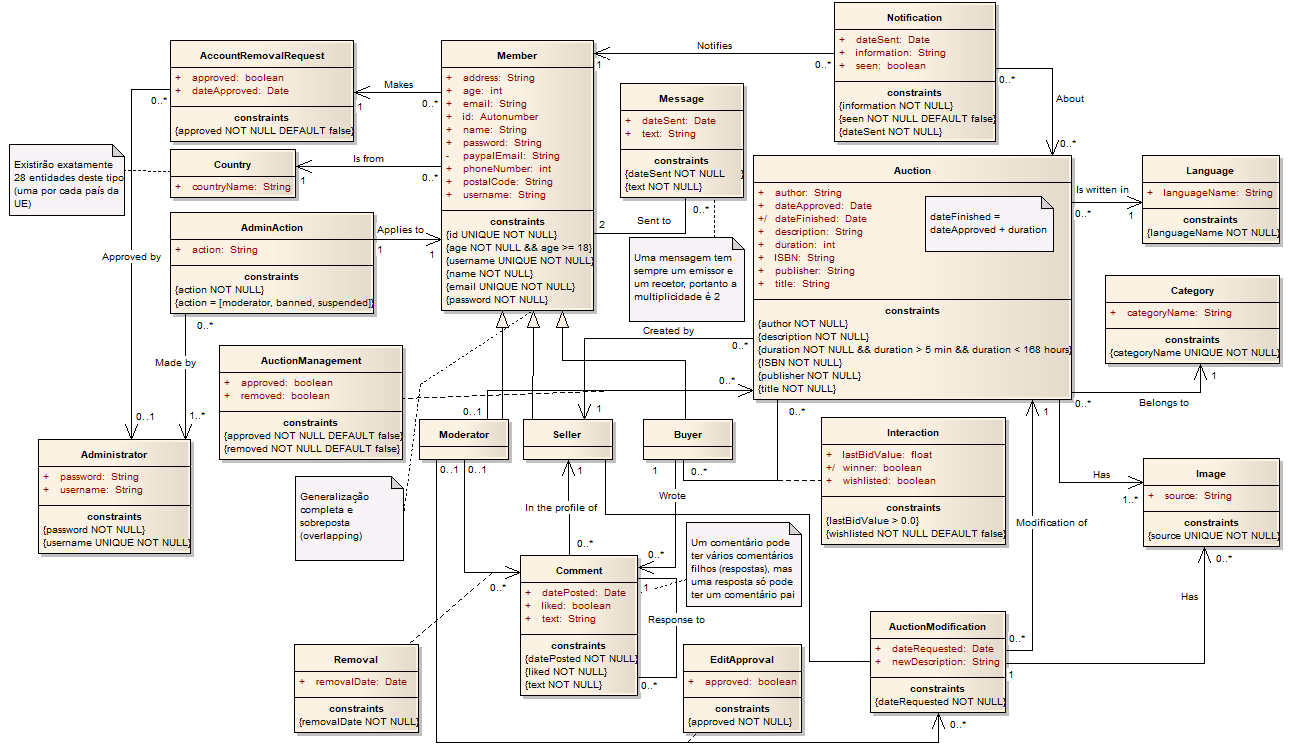 Notification
+ dateSent: Date
+ information: String
+ seen: boolean
constraints
{information NOT NULL}
{seen NOT NULL DEFAULT false}
{dateSent NOT NULL}
AccountRemovalRequest
+ approved: boolean
+ dateApproved: Date
constraints
{approved NOT NULL DEFAULT false}
Member
+ address: String
+ age: int
+ email: String
+ id: Autonumber
+ name: String
+ password: String
- paypalEmail: String
+ phoneNumber: int
+ postalCode: String
+ username: String
constraints
{id UNIQUE NOT NULL}
{age NOT NULL && age >= 18}
{username UNIQUE NOT NULL}
{name NOT NULL}
{email UNIQUE NOT NULL}
{password NOT NULL}
Notifies
1
0..*
Makes
1
0..*
0..*
About
0..*
Message
+ dateSent: Date
+ text: String
constraints
{dateSent NOT NULL }
{text NOT NULL}
0..*
Sent to
2
Existirão exatamente
28 entidades deste tipo
(uma por cada país da
UE)
Country
+ countryName: String
Is from
1
0..*
AdminAction
+ action: String
constraints
{action NOT NULL}
{action = [moderator, banned, suspended]}
Applies to
1
1
0..*
Approved by
0..1
0..*
Made by
1..*
Uma mensagem tem
sempre um emissor e
um recetor, portanto a
multiplicidade é 2
Auction
+ author: String
+ dateApproved: Date
+/ dateFinished: Date
+ description: String
+ duration: int
+ ISBN: String
+ publisher: String
+ title: String
constraints
{author NOT NULL}
{description NOT NULL}
{duration NOT NULL && duration > 5 min && duration < 168 hours}
{ISBN NOT NULL}
{publisher NOT NULL}
{title NOT NULL}
dateFinished =
dateApproved + duration
Is written in
0..*
1
Language
+ languageName: String
constraints
{languageName NOT NULL}
Category
+ categoryName: String
constraints
{categoryName UNIQUE NOT NULL}
1
0..*
Belongs to
Created by
0..*
1
AuctionManagement
+ approved: boolean
+ removed: boolean
constraints
{approved NOT NULL DEFAULT false}
{removed NOT NULL DEFAULT false}
0..1
0..*
Administrator
+ password: String
+ username: String
constraints
{password NOT NULL}
{username UNIQUE NOT NULL}
Generalização
completa e
sobreposta
(overlapping)
Moderator
0..1
0..1
Seller
1
Buyer
1
0..*
0..*
Interaction
+ lastBidValue: float
+/ winner: boolean
+ wishlisted: boolean
constraints
{lastBidValue > 0.0}
{wishlisted NOT NULL DEFAULT false}
Wrote
0..*
In the profile of
0..*
1
Modification of
0..*
Has
1..*
Image
+ source: String
constraints
{source UNIQUE NOT NULL}
0..*
Has
1
Um comentário pode
ter vários comentários
filhos (respostas), mas
uma resposta só pode
ter um comentário pai
Comment
+ datePosted: Date
+ liked: boolean
+ text: String
constraints
{datePosted NOT NULL}
{liked NOT NULL}
{text NOT NULL}
0..*
1
Response to
0..*
Removal
+ removalDate: Date
constraints
{removalDate NOT NULL}
EditApproval
+ approved: boolean
constraints
{approved NOT NULL}
AuctionModification
+ dateRequested: Date
+ newDescription: String
constraints
{dateRequested NOT NULL}
0..*